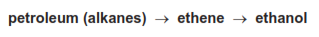 petroleum (alkanes) → ethene → ethanol